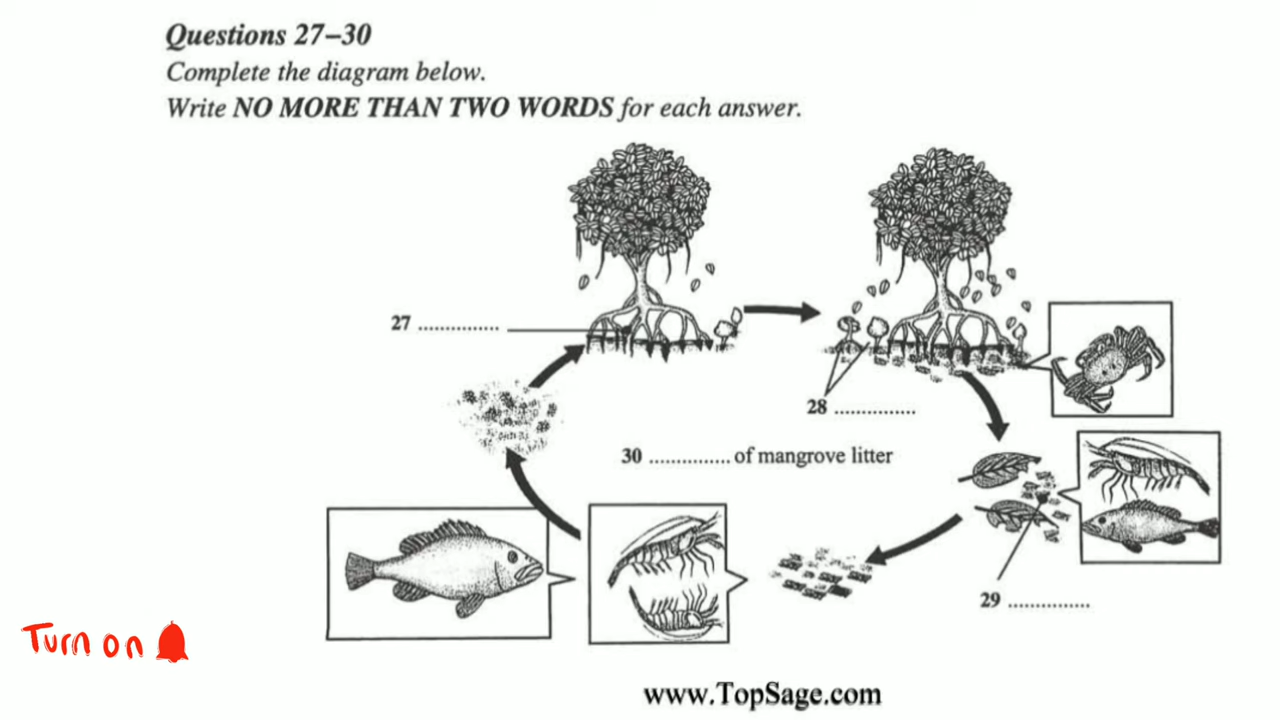 Questions 27–30
Complete the diagram below.
Write NO MORE THAN TWO WORDS for each answer.
27 ..............
28 ...............
30 .............. of mangrove litter
29 ...............
Turn on
www.TopSage.com